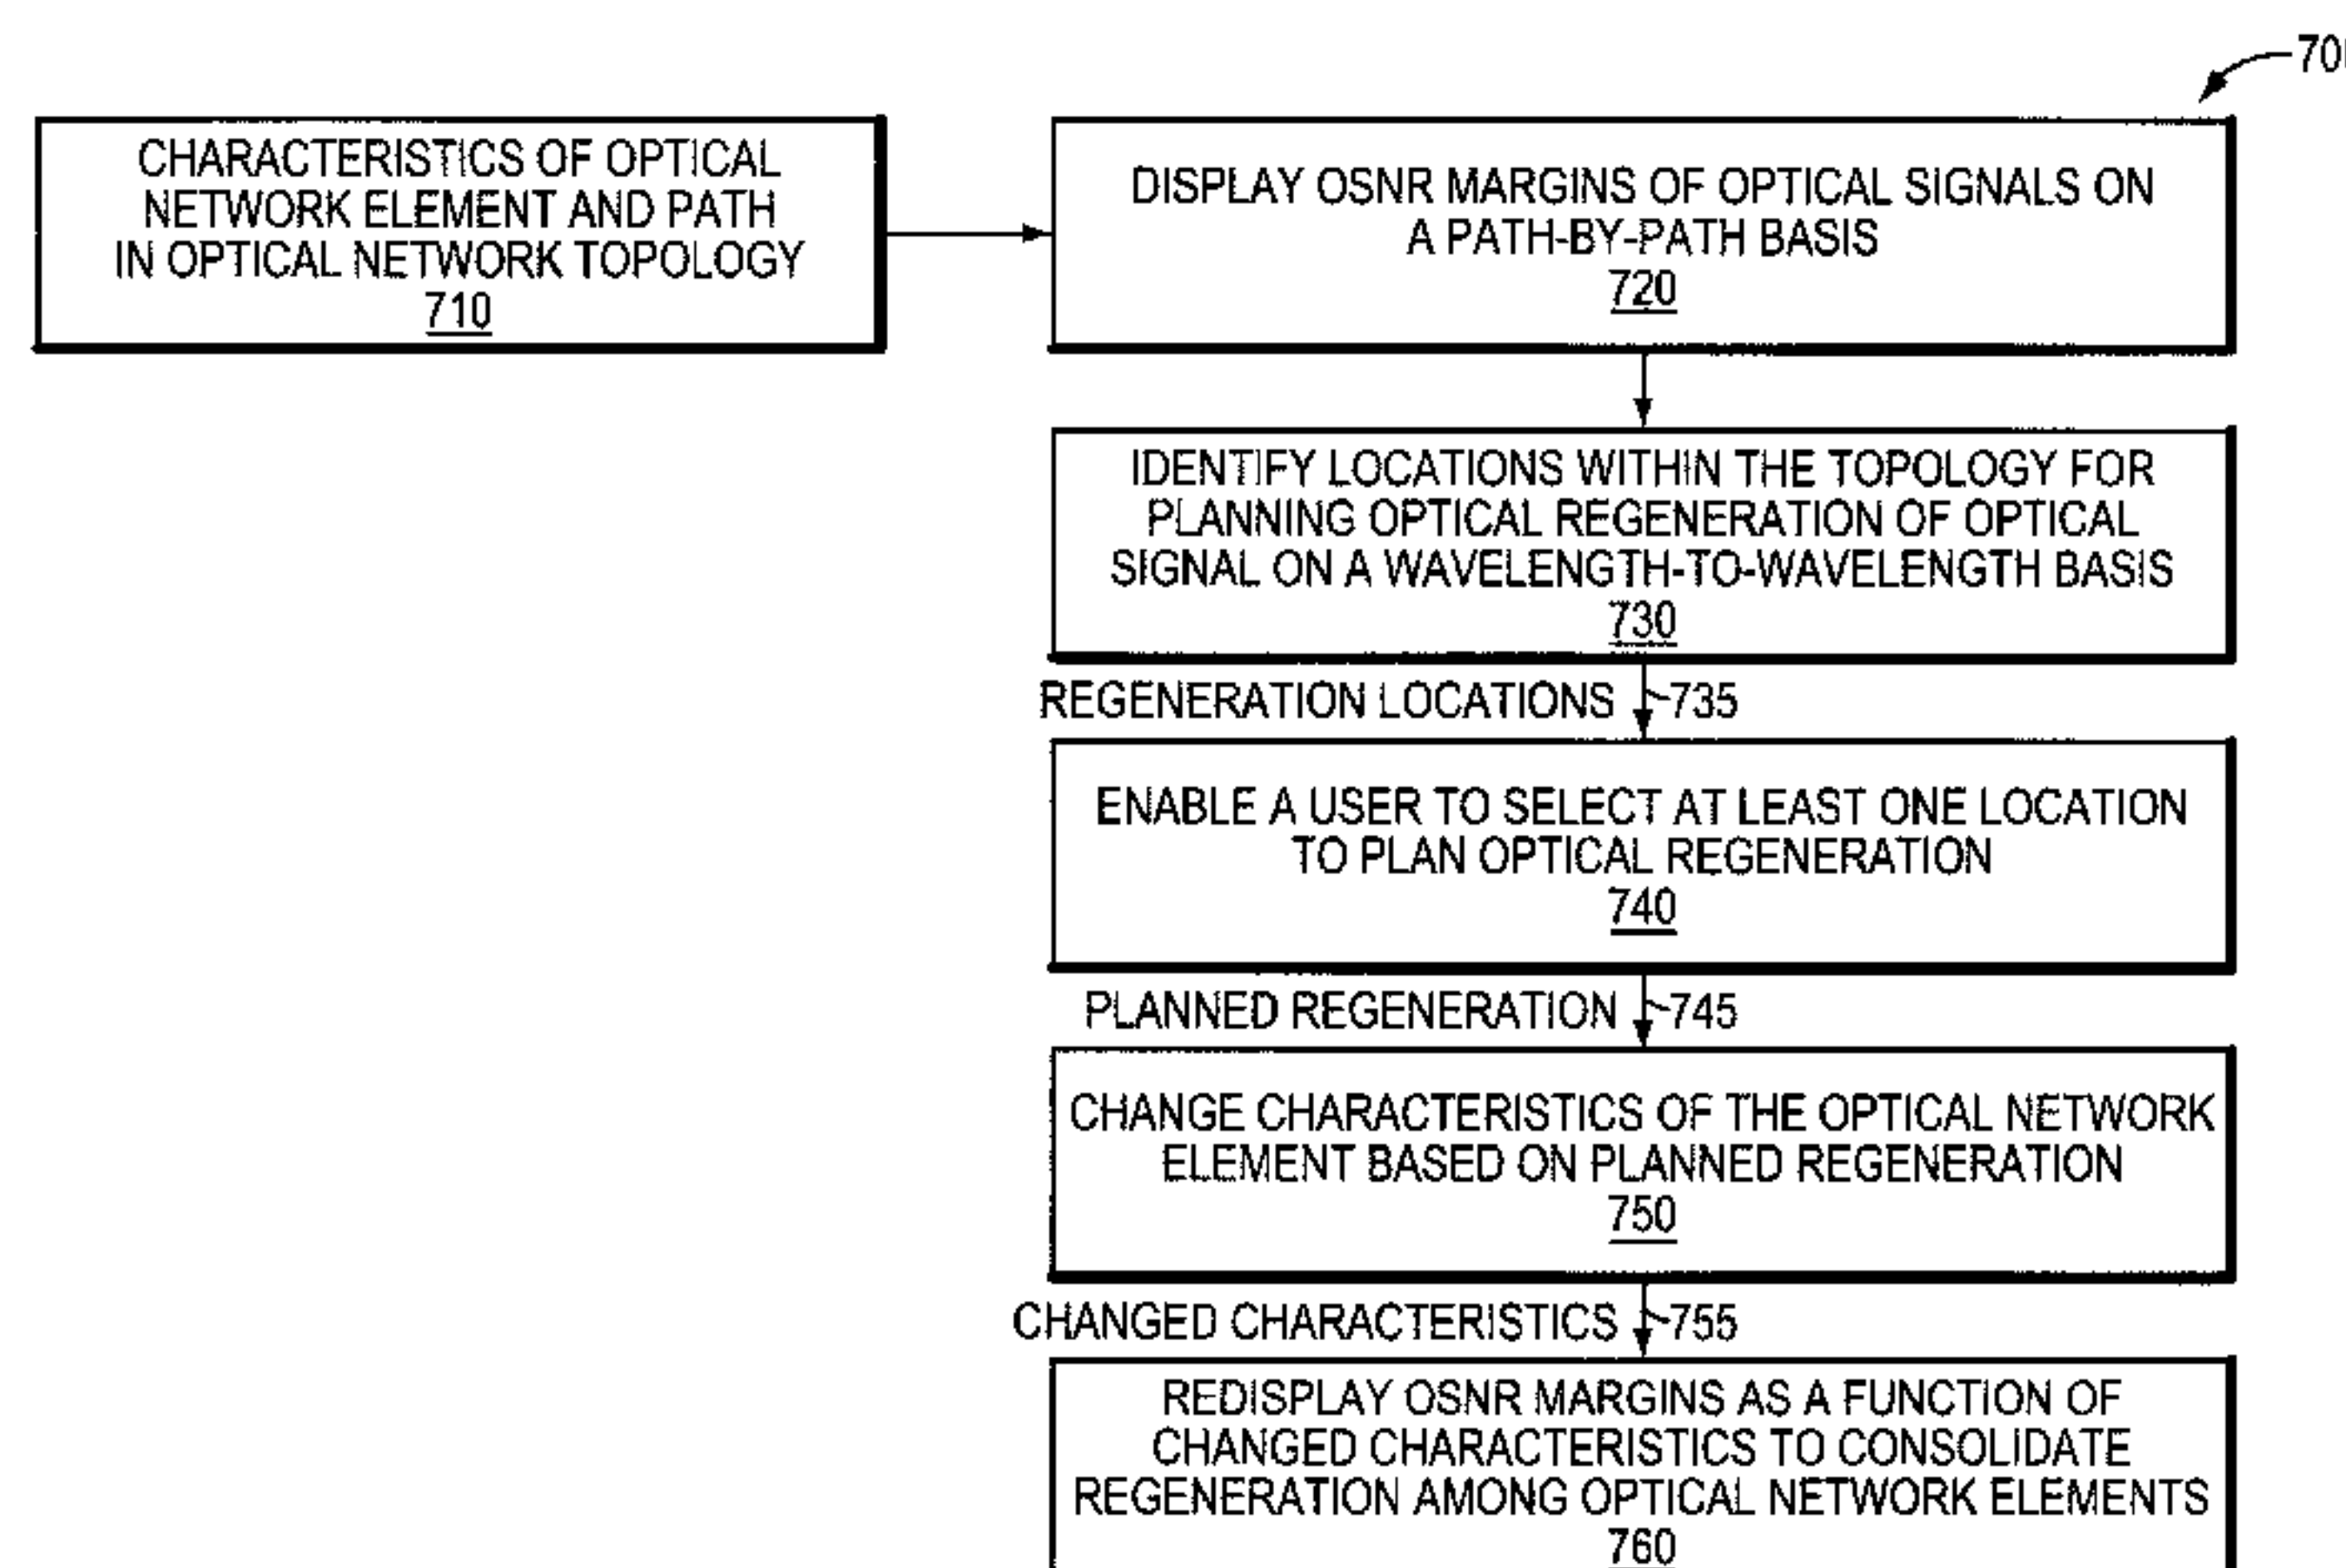 CHARACTERISTICS OF OPTICAL
NETWORK ELEMENT AND PATH
IN OPTICAL NETWORK TOPOLOGY
710
DISPLAY OSNR MARGINS OF OPTICAL SIGNALS ON
A PATH-BY-PATH BASIS
720
IDENTIFY LOCATIONS WITHIN THE TOPOLOGY FOR
PLANNING OPTICAL REGENERATION OF OPTICAL
SIGNAL ON A WAVELENGTH-TO-WAVELENGTH BASIS
730
REGENERATION LOCATIONS 735
ENABLE A USER TO SELECT AT LEAST ONE LOCATION
TO PLAN OPTICAL REGENERATION
740
PLANNED REGENERATION 745
CHANGE CHARACTERISTICS OF THE OPTICAL NETWORK
ELEMENT BASED ON PLANNED REGENERATION
750
CHANGED CHARACTERISTICS 755
REDISPLAY OSNR MARGINS AS A FUNCTION OF
CHANGED CHARACTERISTICS TO CONSOLIDATE
REGENERATION AMONG OPTICAL NETWORK ELEMENTS
760